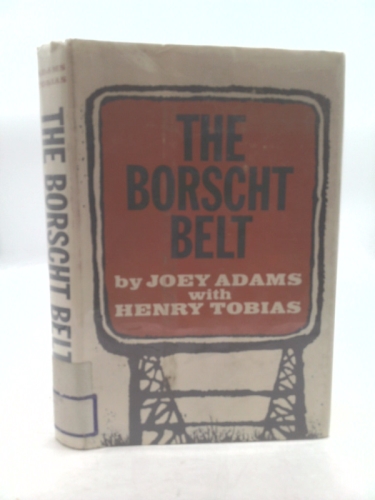 THE
BORSCHT
BELT
by JOEY ADAMS
with
HENRY TOBIAS
THE BORSCHT BELT